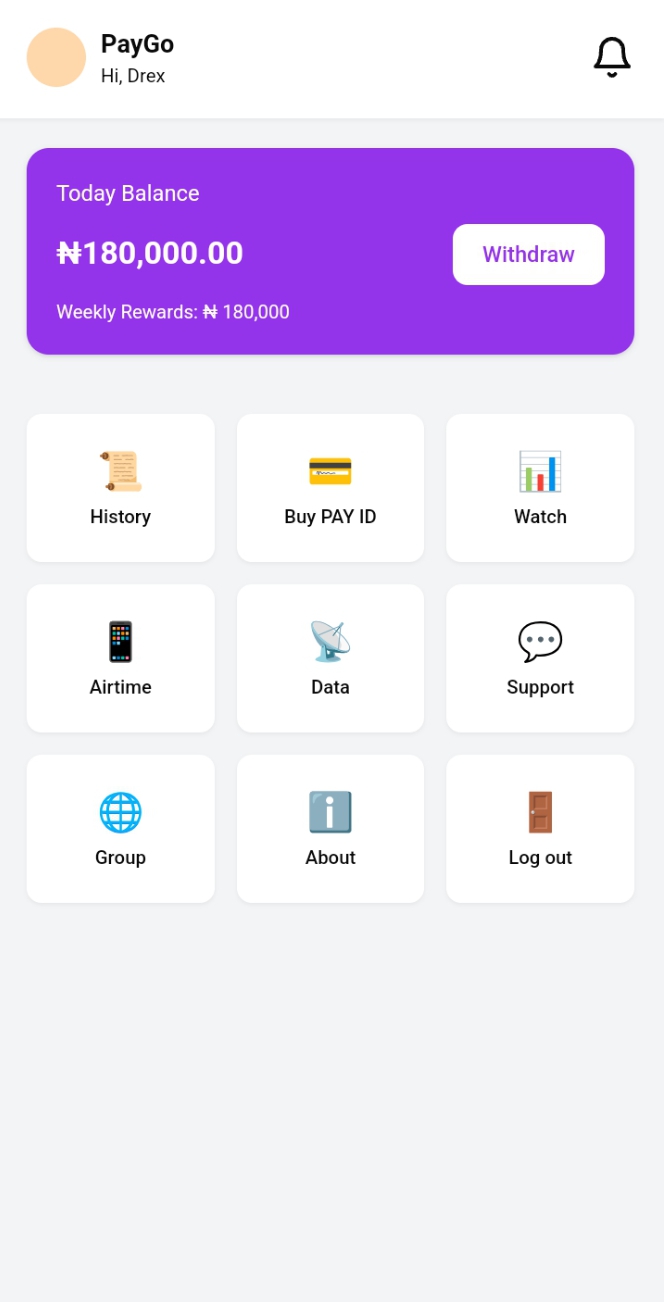 PayGo
Hi, Drex
Today Balance
₦180,000.00
Withdraw
Weekly Rewards: ₦ 180,000
History
Buy PAY ID
Watch
Airtime
Data
Support
Group
About
Log out